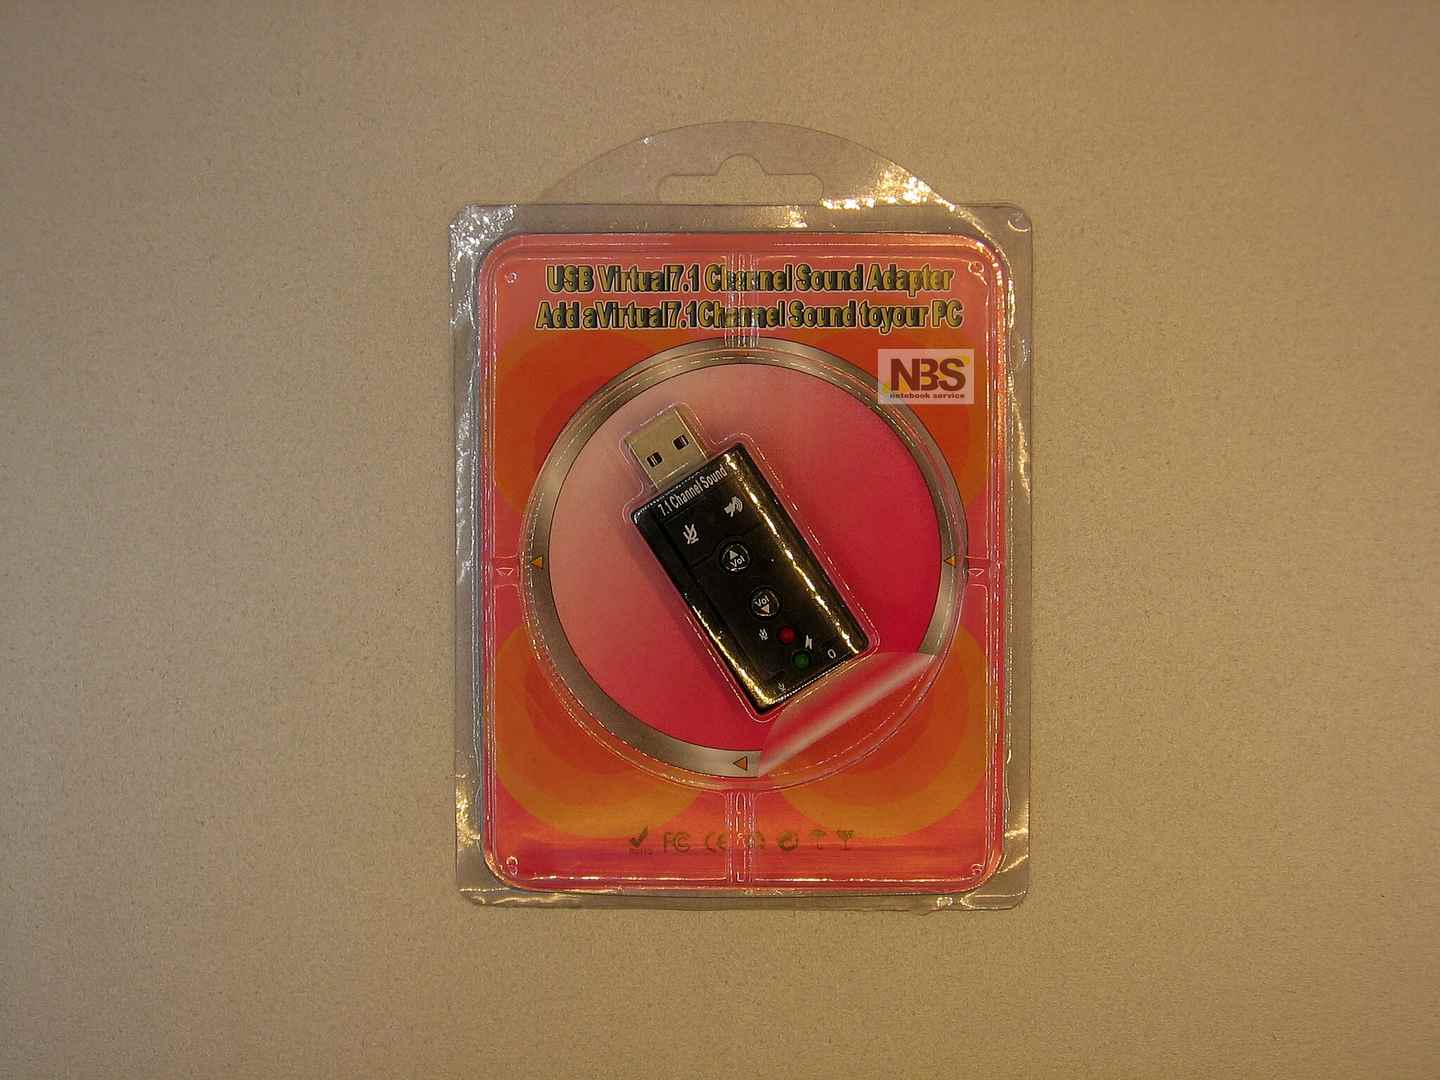 USB Virtual7.1 Channel Sound Adapter
Add aVirtual7.1Channel Sound toyour PC
NBS
notebook service
7.1 Channel Sound
Vol
Vol
FC CE